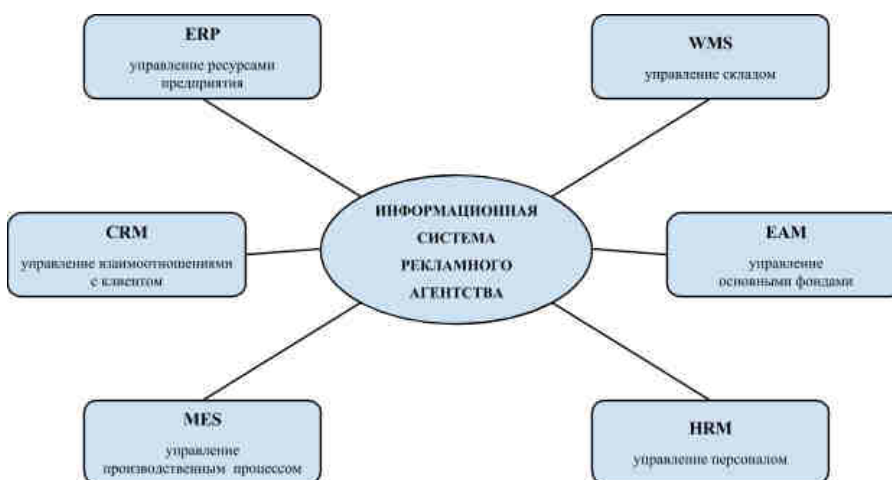 ERP
управление ресурсами
предприятия
WMS
управление складом
ИНФОРМАЦИОННАЯ
СИСТЕМА
РЕКЛАМНОГО
АГЕНТСТВА
CRM
управление взаимоотношениями
с клиентом
EAM
управление
основными фондами
MES
управление
производственным процессом
HRM
управление персоналом